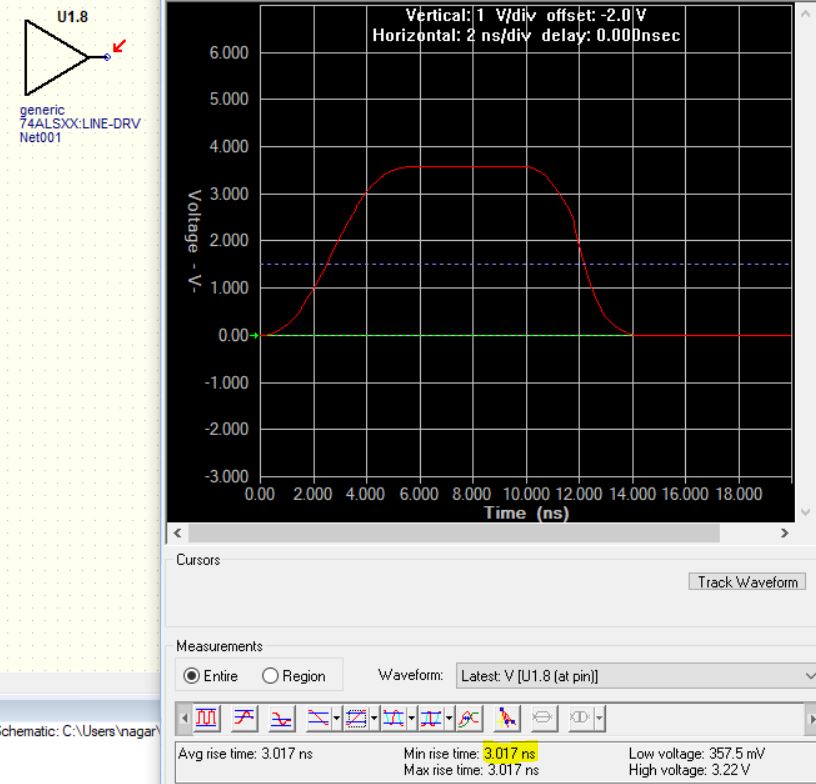 U1.8
generic
74ALSXX:LINE-DRV
Net001
Vertical: 1 V/div offset: -2.0 V
Horizontal: 2 ns/div delay: 0.000nsec
6.000
5.000
4.000
3.000
2.000
1.000
0.00
-1.000
-2.000
-3.000
Voltage - V-
0.00 2.000 4.000 6.000 8.000 10.000 12.000 14.000 16.000 18.000
Time (ns)
Cursors
Track Waveform
Measurements
Entire Region Waveform: Latest: V [U1.8 (at pin)]
Schematic: C:\Users\nagar\
Avg rise time: 3.017 ns Min rise time: 3.017 ns Low voltage: 357.5 mV
Max rise time: 3.017 ns High voltage: 3.22 V